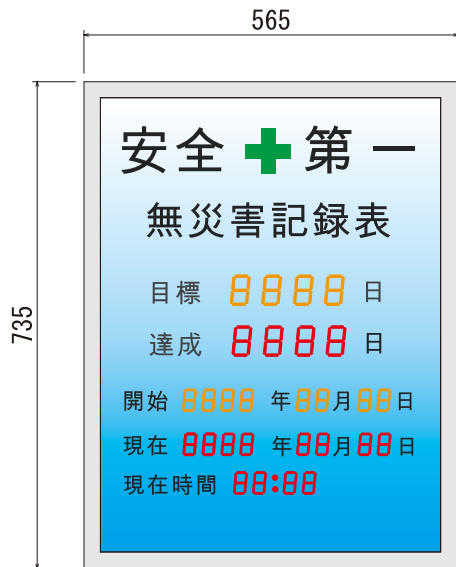 565
735
安全 第一
無災害記録表
目標 8888 日
達成 8888 日
開始 8888 年88月88日
現在 8888 年88月88日
現在時間 88:88